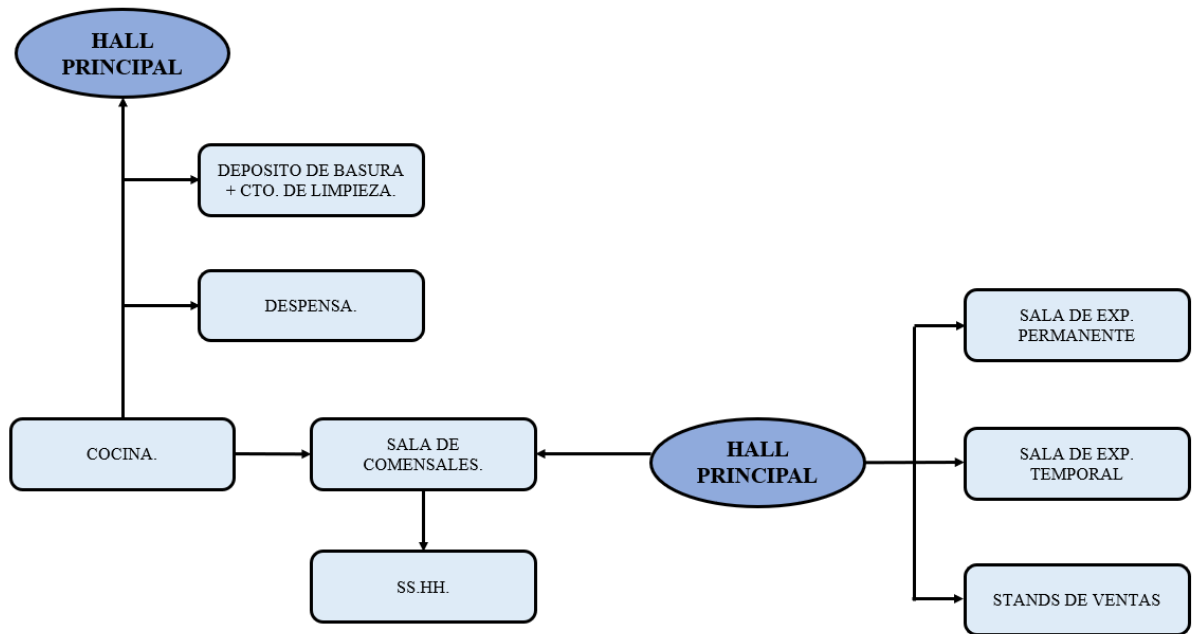 HALL
PRINCIPAL
DEPOSITO DE BASURA
+ CTO. DE LIMPIEZA.
DESPENSA.
COCINA.
SALA DE
COMENSALES.
SS.HH.
HALL
PRINCIPAL
SALA DE EXP.
PERMANENTE
SALA DE EXP.
TEMPORAL
STANDS DE VENTAS